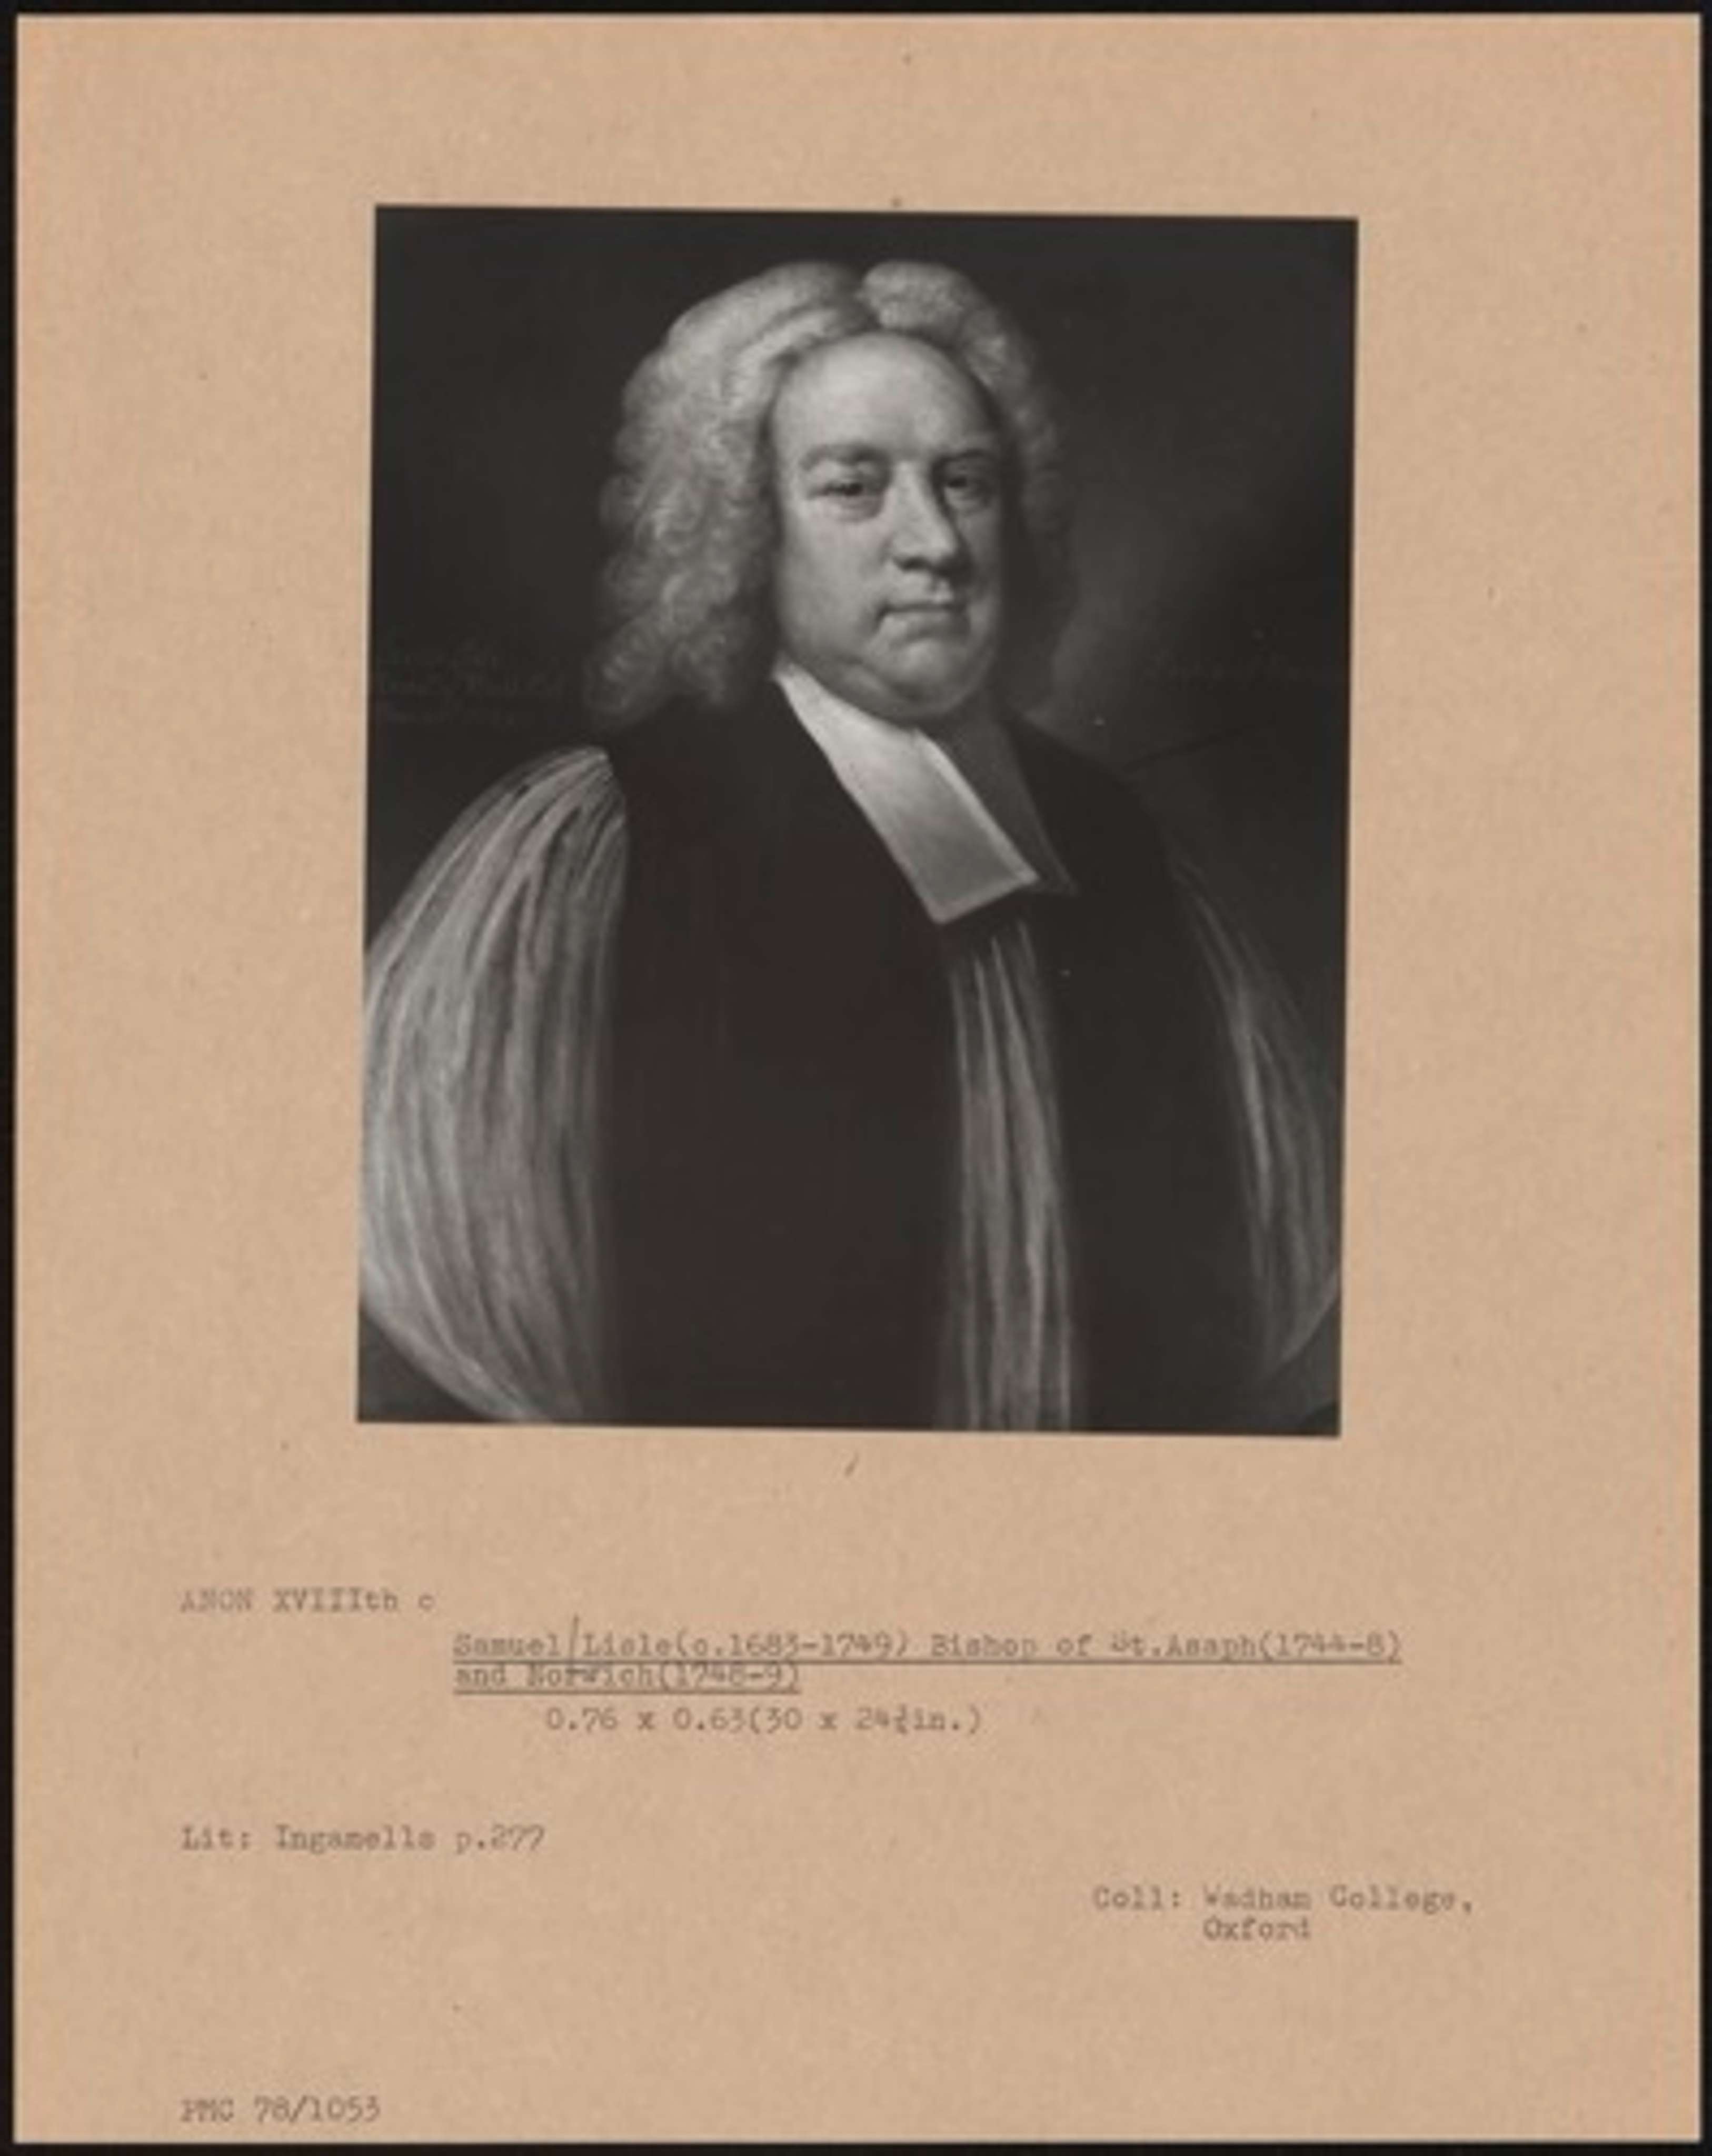 ANON XVIIIth c
Samuel/Lisle(c.1683-1749) Bishop of St.Asaph(1744-8)
and Norwich(1748-9)
0.76 x 0.63(30 x 24¾in.)
Lit: Ingamells p.277
Coll: Wadham College,
Oxford
PMC 78/1053